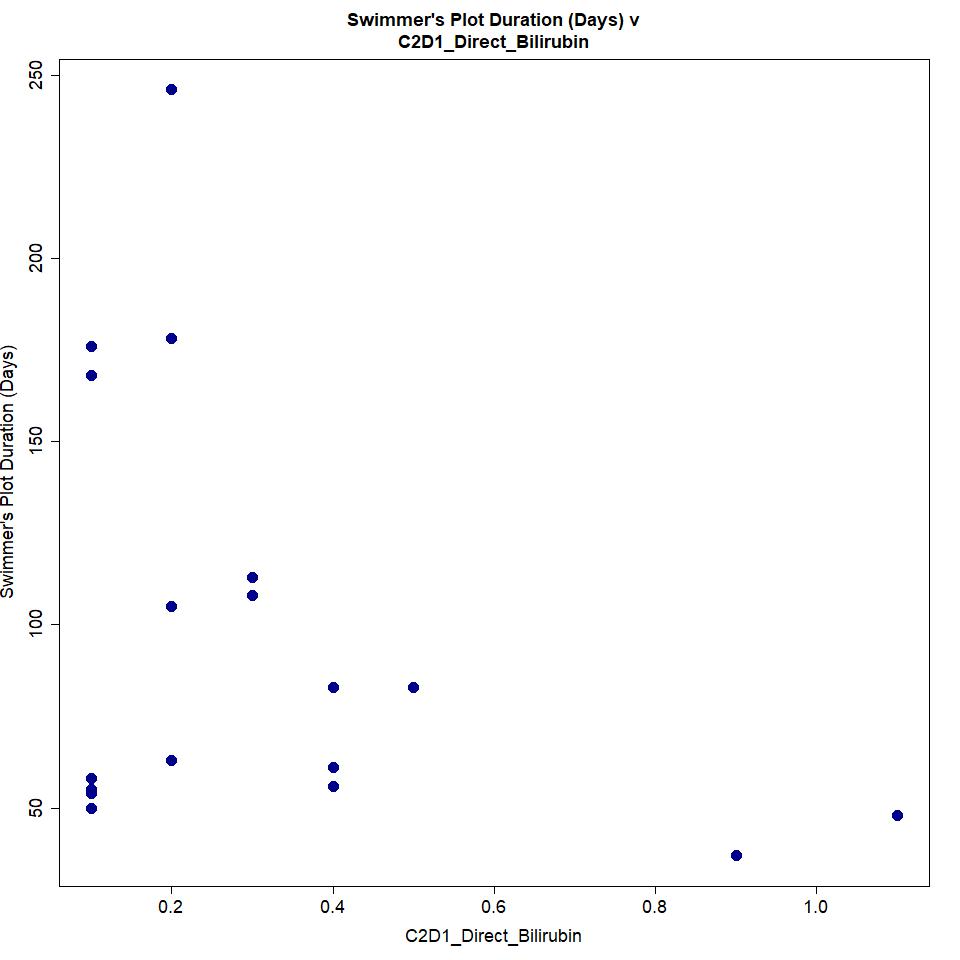 Swimmer's Plot Duration (Days) v
C2D1_Direct_Bilirubin
Swimmer's Plot Duration (Days)
250
200
150
100
50
0.2
0.4
0.6
0.8
1.0
C2D1_Direct_Bilirubin